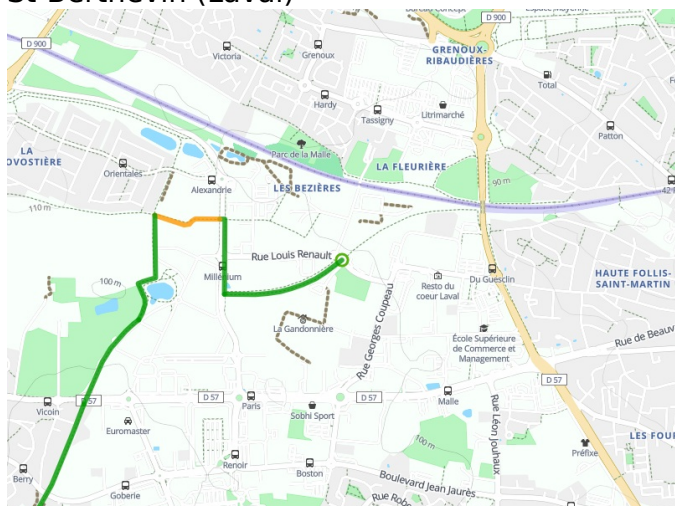 St-Berthevin (Laval)
D 900
D 900
Victoria
Grenoux
GRENOUX-
RIBAUDIÈRES
Total
Hardy
Litrimarché
Tassigny
Patton
LA
Parc de la Malle
LA FLEURIÈRE
Orientales
Alexandrie
LES BEZIÈRES
90 m
110 m
Rue Louis Renault
Millénium
100 m
Resto du
coeur Laval
Du Guesclin
HAUTE FOLLIS-
SAINT-MARTIN
La Gandonnière
Rue Georges Coupeau
École Supérieure
de Commerce et
Management
Rue de Beauv
D 57
D 57
D 57
Vicoin
Paris
Malle
Euromaster
Sobhi Sport
Rue Léon Jouhaux
100 m
Préfixe
LES FOU
Berry
Renoir
Boston
Goberie
Boulevard Jean Jaurès
Rue Robe